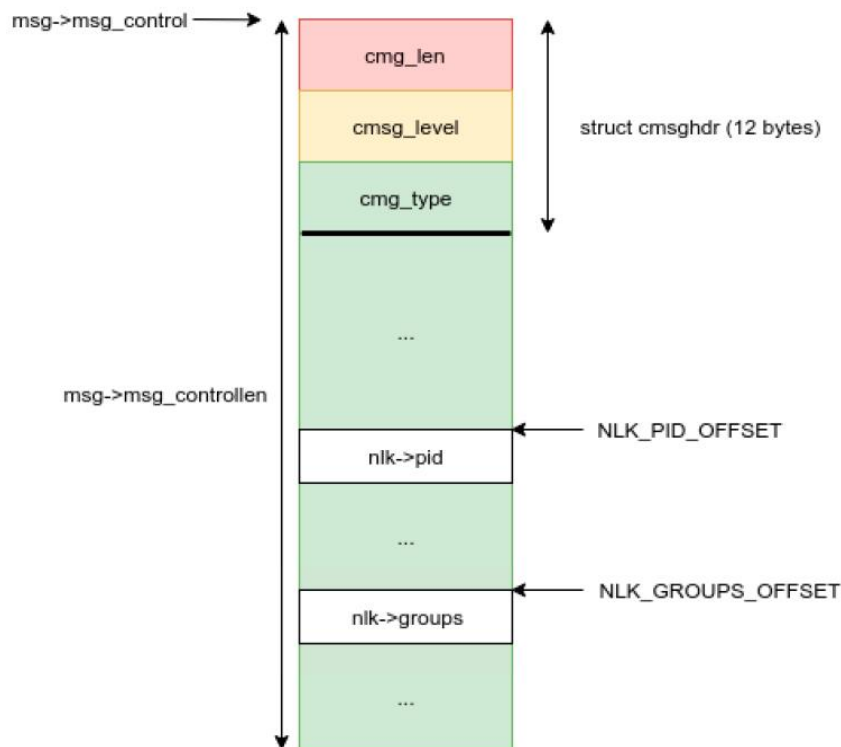 msg->msg_control
cmg_len
cmsg_level
struct cmsghdr (12 bytes)
cmg_type
...
msg->msg_controllen
NLK_PID_OFFSET
nlk->pid
...
NLK_GROUPS_OFFSET
nlk->groups
...